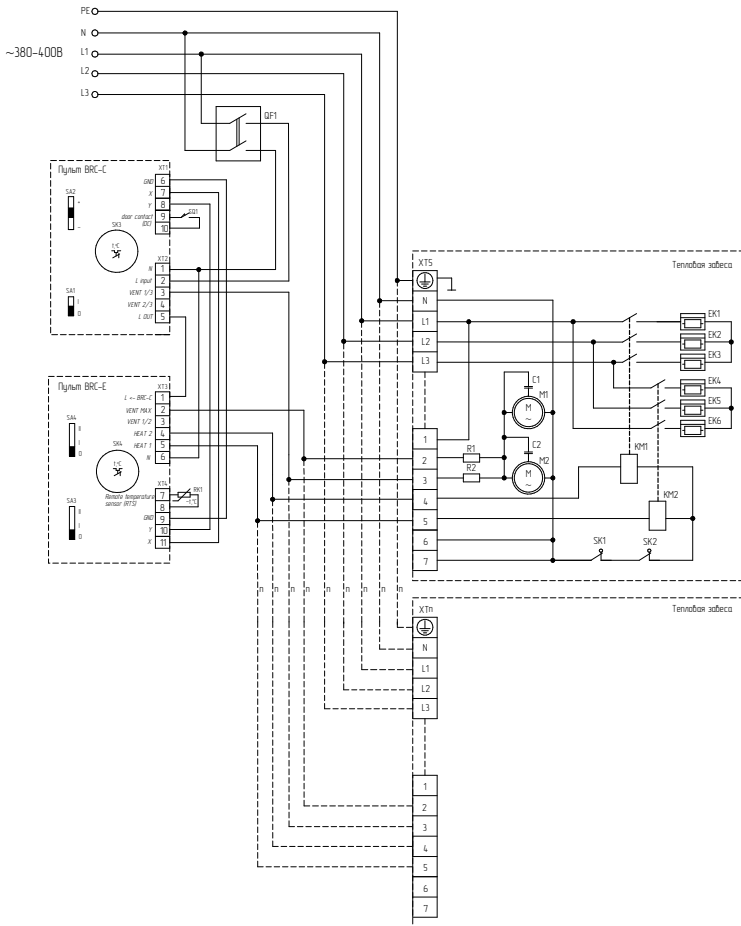 PE
N
~380-400В
L1
L2
L3
QF1
Пульт BRC-C
XT1
SA2
+
-
GND 6
X 7
Y 8
door contact (DC) 9
10
SQ1
SK3
t,°C
XT2
N 1
L input 2
VENT 1/3 3
VENT 2/3 4
L OUT 5
SA1
I
0
Пульт BRC-E
XT3
L <- BRC-C 1
VENT MAX 2
VENT 1/2 3
HEAT 2 4
HEAT 1 5
N 6
SA4
II
I
0
SK4
t,°C
XT4
Remote temperature sensor (RTS)
7
8
RK1
-t,°C
GND 9
Y 10
X 11
SA3
II
I
0
n n n n n n n n n
XT5
Тепловая завеса
N
L1
L2
L3
1
2
3
4
5
6
7
EK1
EK2
EK3
EK4
EK5
EK6
C1
M1
M
~
C2
M2
M
~
R1
R2
KM1
KM2
SK1
SK2
XTn
Тепловая завеса
N
L1
L2
L3
1
2
3
4
5
6
7